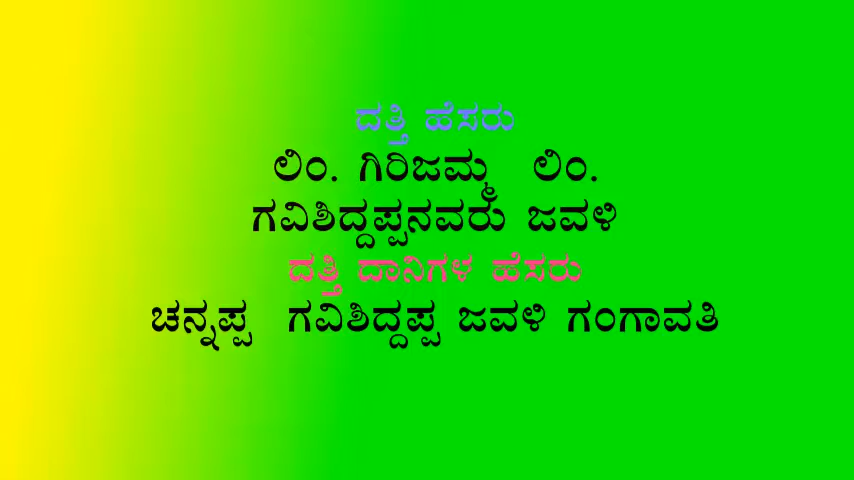 ದತ್ತಿ ಹೆಸರು
ಲಿಂ. ಗಿರಿಜಮ್ಮ ಲಿಂ.
ಗವಿಶಿದ್ದಪ್ಪನವರು ಜವಳಿ
ದತ್ತಿ ದಾನಿಗಳ ಹೆಸರು
ಚನ್ನಪ್ಪ ಗವಿಶಿದ್ದಪ್ಪ ಜವಳಿ ಗಂಗಾವತಿ